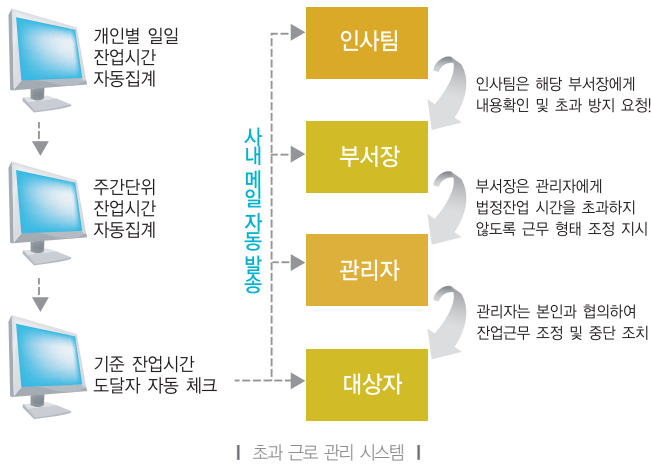 개인별 일일
잔업시간
자동집계
주간단위
잔업시간
자동집계
기준 잔업시간
도달자 자동 체크
사내 메일 자동 발송
인사팀
부서장
관리자
대상자
인사팀은 해당 부서장에게
내용확인 및 초과 방지 요청!
부서장은 관리자에게
법정잔업 시간을 초과하지
않도록 근무 형태 조정 지시
관리자는 본인과 협의하여
잔업근무 조정 및 중단 조치
| 초과 근로 관리 시스템 |